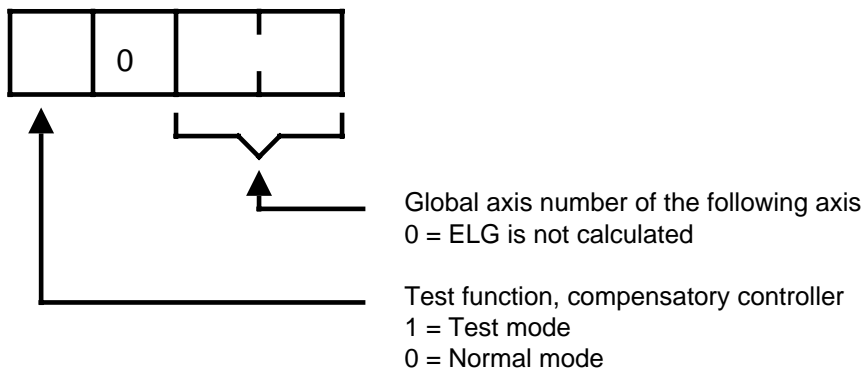 0
Global axis number of the following axis
0 = ELG is not calculated
Test function, compensatory controller
1 = Test mode
0 = Normal mode